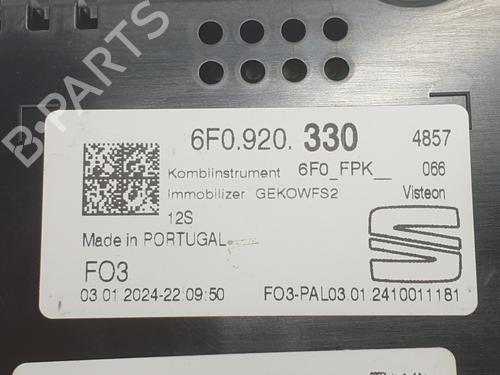 6F0.920. 330 4857
Kombiinstrument 6F0_FPK__ 066
Immobilizer GEKOWFS2 Visteon
12S
Made in PORTUGAL
FO3
03.01.2024-22:09:50 FO3-PAL03.01.2410011181
B-PARTS